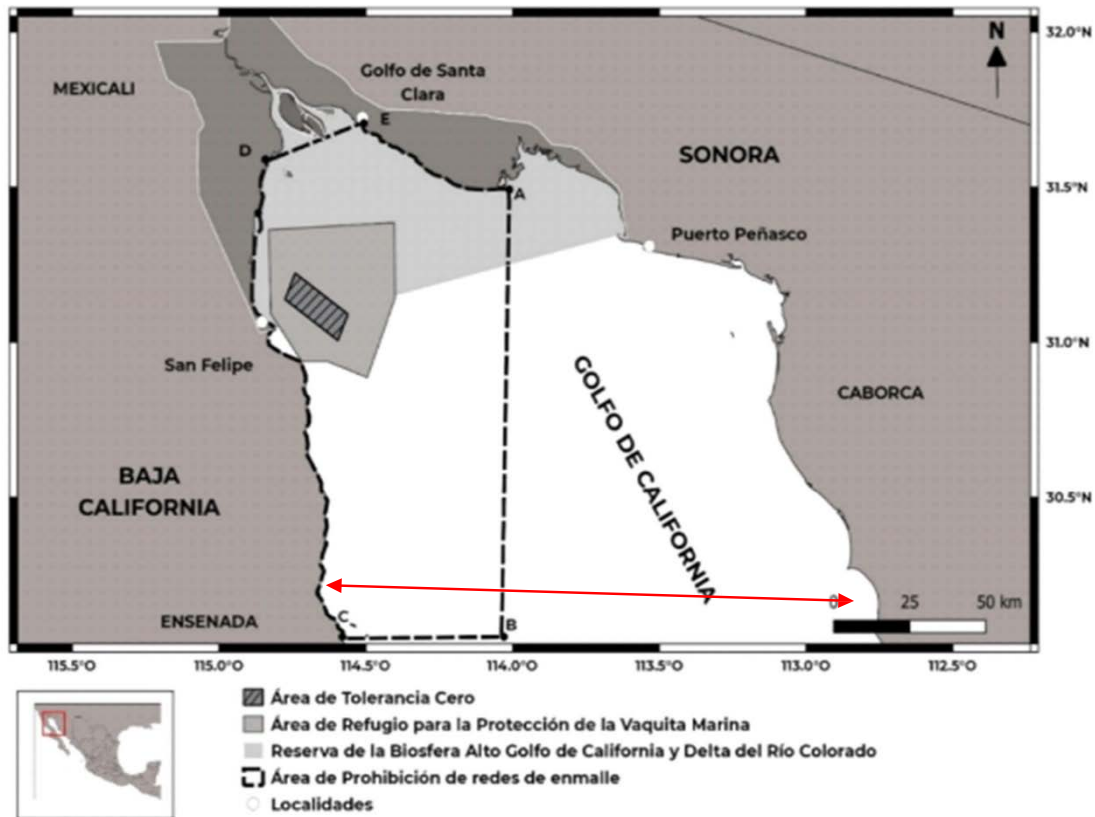 N
32.0°N
MEXICALI
Golfo de Santa
Clara
E
SONORA
D
31.5°N
A
Puerto Peñasco
31.0°N
San Felipe
GOLFO DE CALIFORNIA
CABORCA
BAJA
CALIFORNIA
30.5°N
0 25 50 km
ENSENADA
C
B
115.5°O 115.0°O 114.5°O 114.0°O 113.5°O 113.0°O 112.5°O
Área de Tolerancia Cero
Área de Refugio para la Protección de la Vaquita Marina
Reserva de la Biosfera Alto Golfo de California y Delta del Río Colorado
Área de Prohibición de redes de enmalle
Localidades